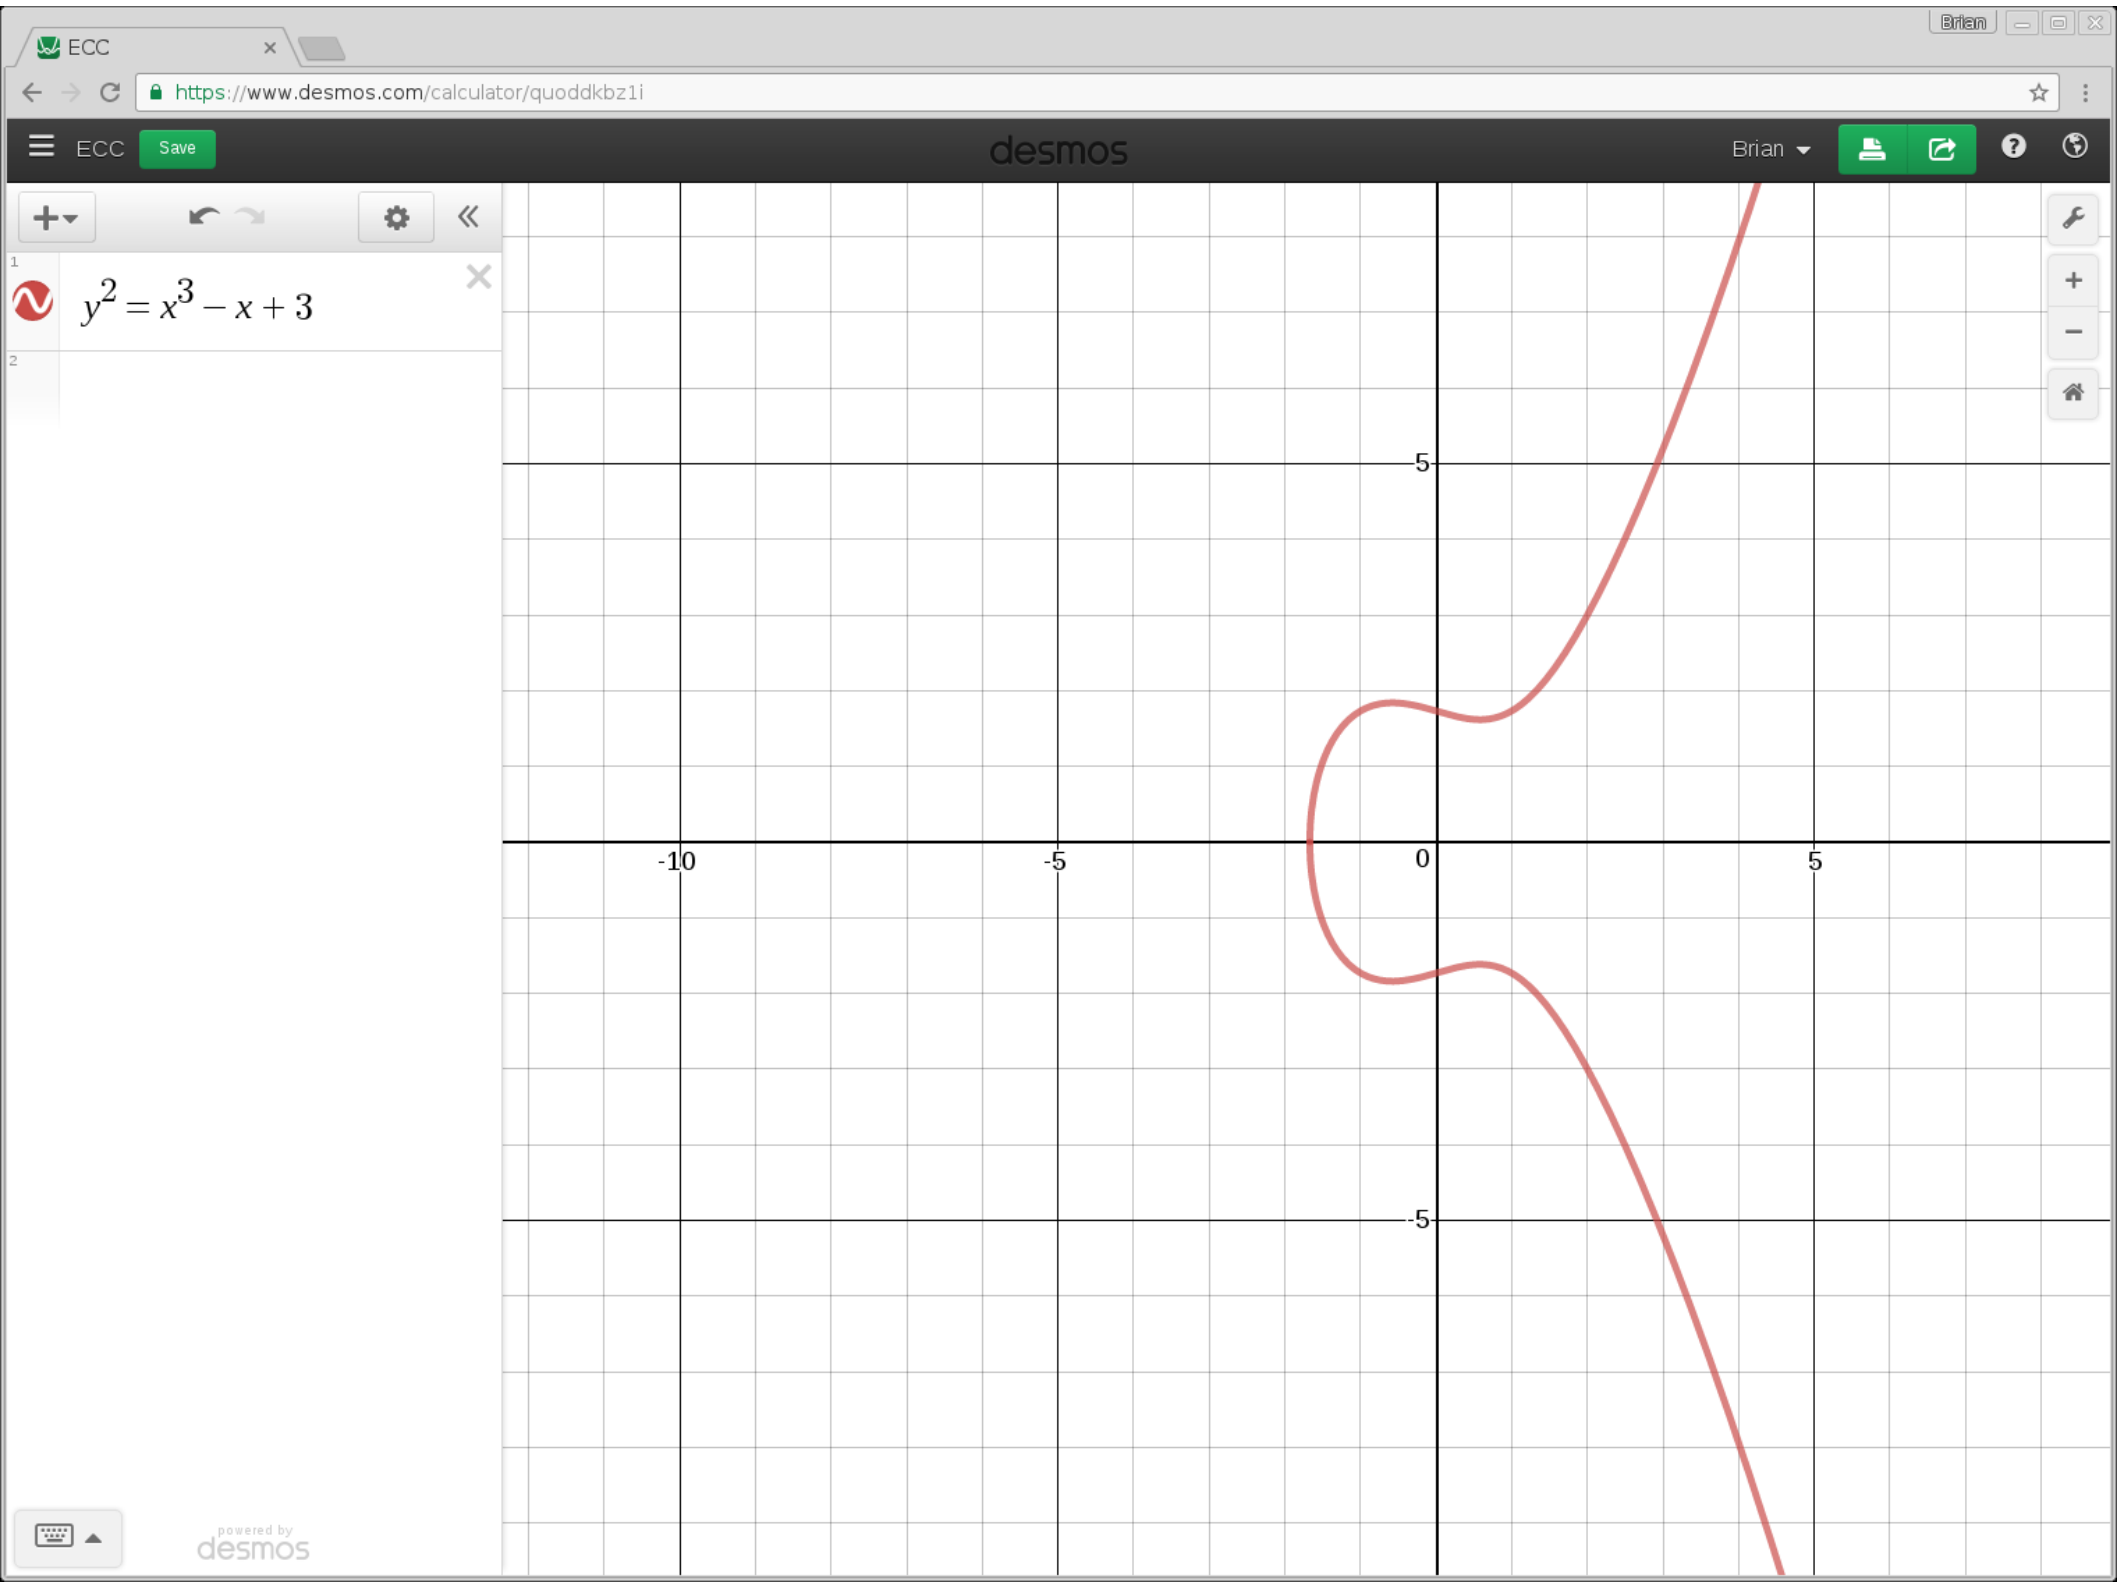 Brian
ECC
https://www.desmos.com/calculator/quoddkbz1i
ECC Save desmos Brian
1
y² = x³ − x + 3
2
5
-10 -5 0 5
-5
powered by
desmos